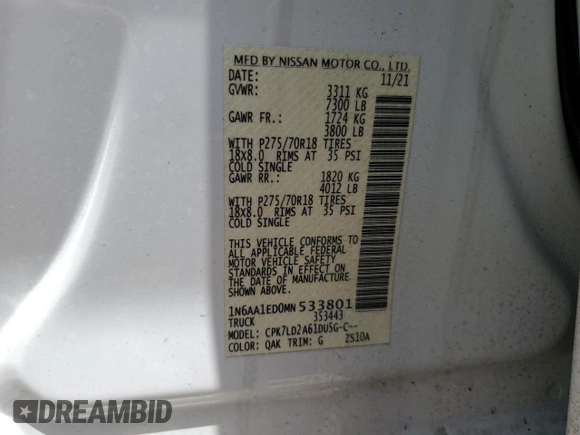 MFD BY NISSAN MOTOR CO., LTD.
DATE: 11/21
GVWR: 3311 KG
7300 LB
GAWR FR.: 1724 KG
3800 LB
WITH P275/70R18 TIRES
18x8.0 RIMS AT 35 PSI
COLD SINGLE
GAWR RR.: 1820 KG
4012 LB
WITH P275/70R18 TIRES
18x8.0 RIMS AT 35 PSI
COLD SINGLE
THIS VEHICLE CONFORMS TO
ALL APPLICABLE FEDERAL
MOTOR VEHICLE SAFETY
STANDARDS IN EFFECT ON
THE DATE OF MANUFACTURE
SHOWN ABOVE.
1N6AA1ED0MN533801
TRUCK 353443
MODEL: CPK7LD2A61DU5G-C--
COLOR: QAK TRIM: G 2S10A
DREAMBID